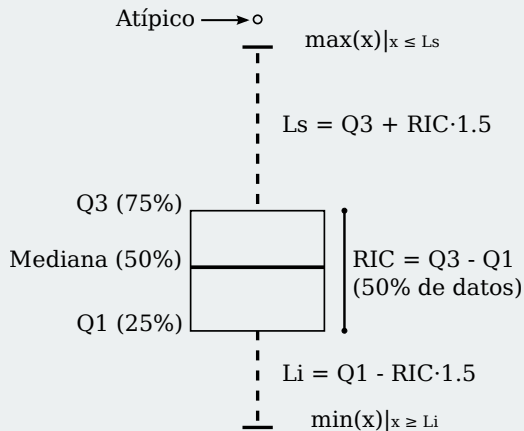 Atípico
max(x)|x ≤ Ls
Ls = Q3 + RIC·1.5
Q3 (75%)
Mediana (50%)
RIC = Q3 - Q1
(50% de datos)
Q1 (25%)
Li = Q1 - RIC·1.5
min(x)|x ≥ Li